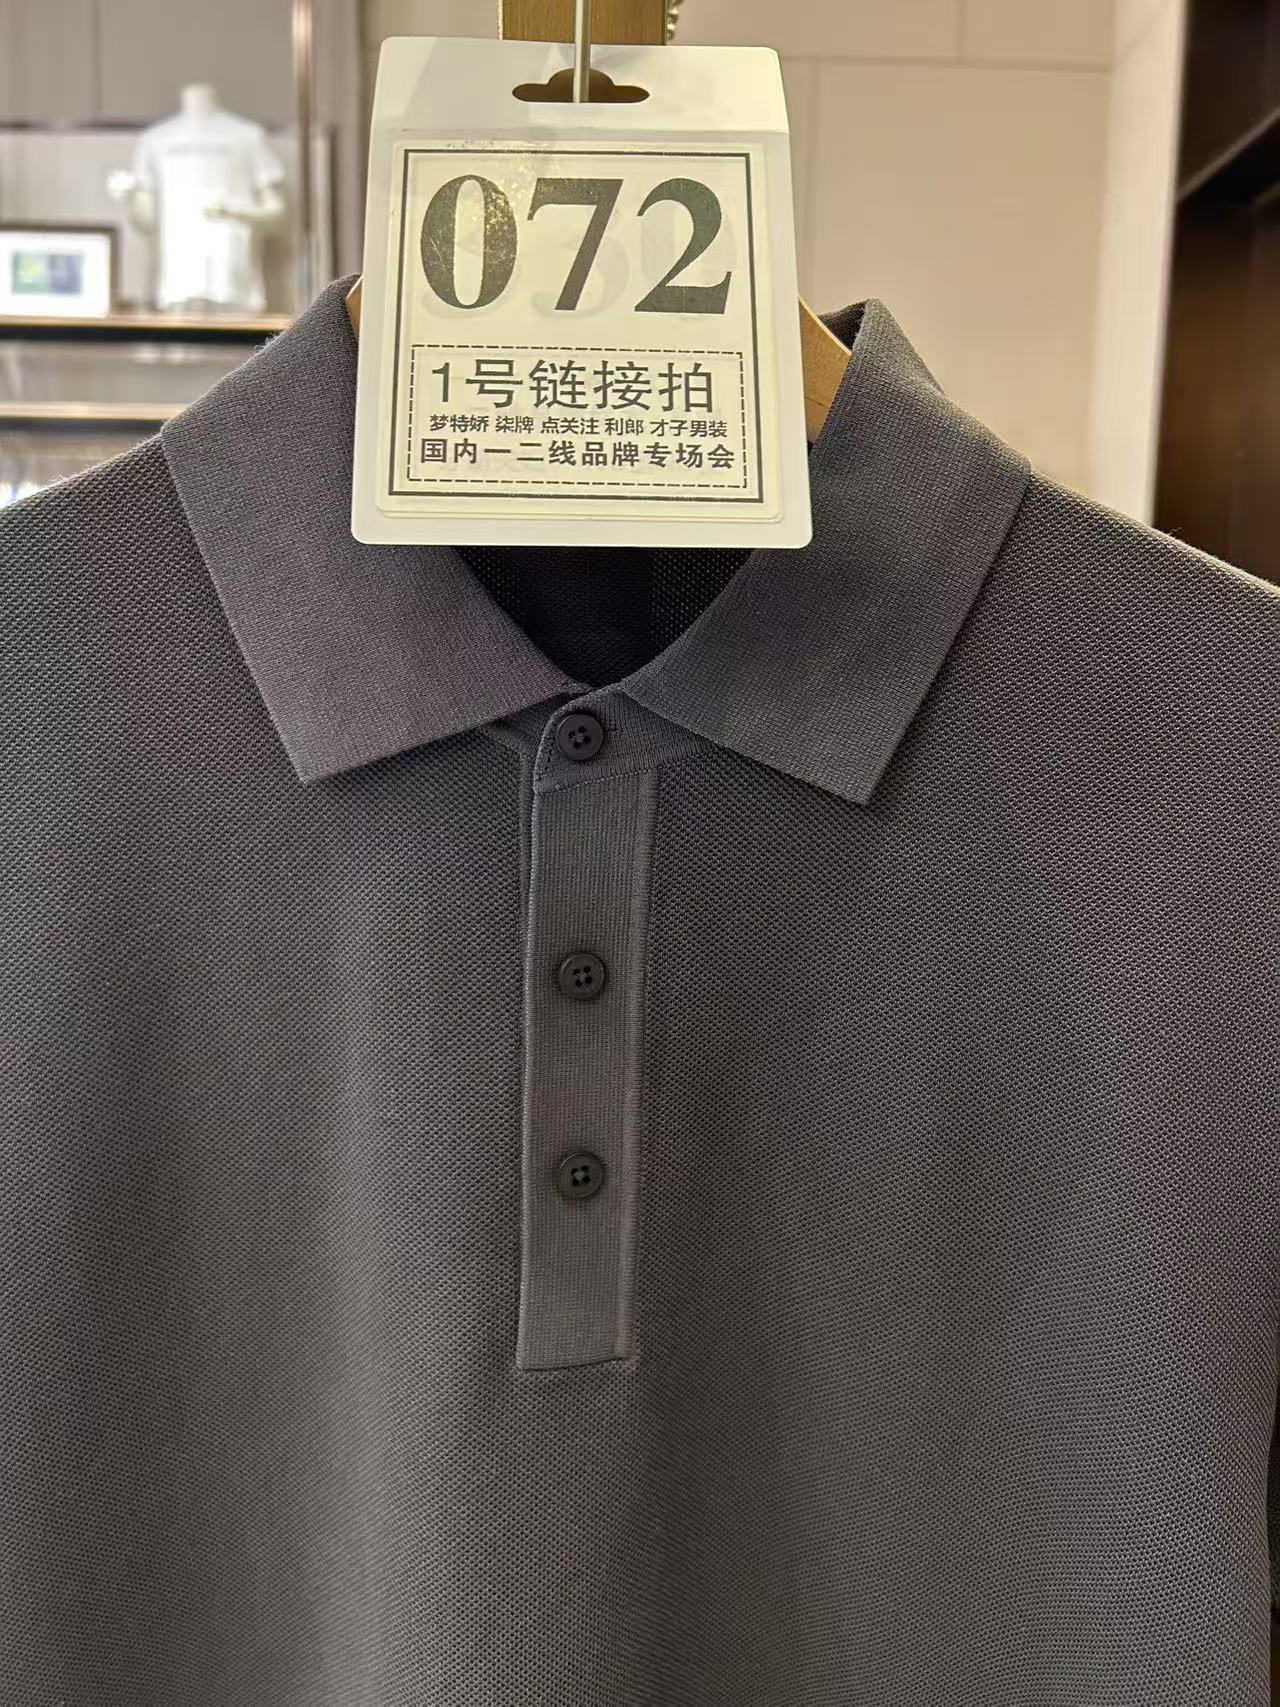 072
1号链接拍
梦特娇 柒牌 点关注 利郎 才子男装
国内一二线品牌专场会